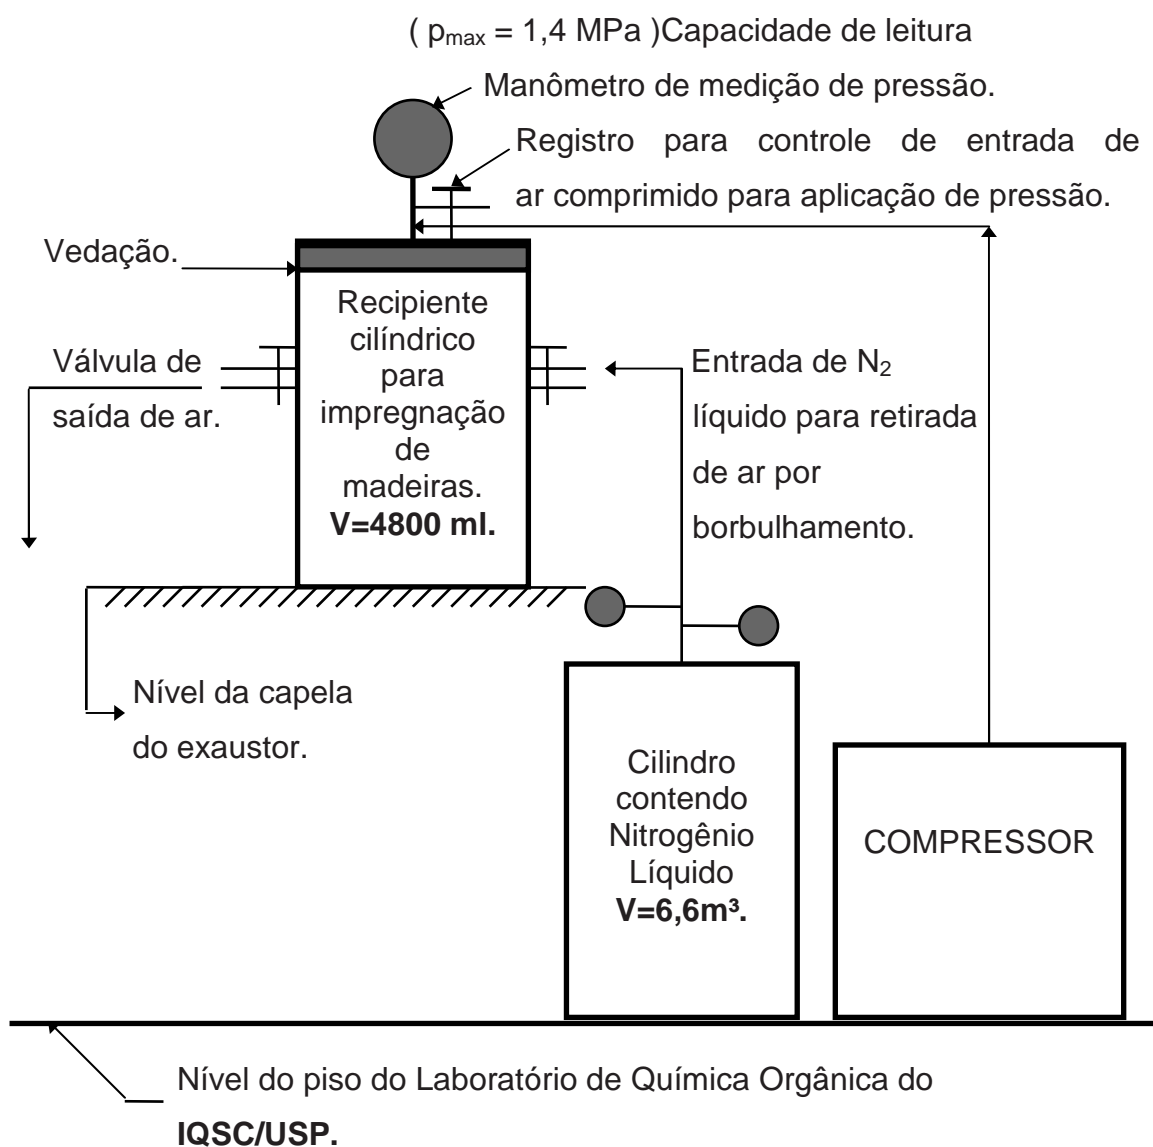 ( pmax = 1,4 MPa )Capacidade de leitura
Manômetro de medição de pressão.
Registro para controle de entrada de
ar comprimido para aplicação de pressão.
Vedação.
Recipiente
cilíndrico
para
impregnação
de
madeiras.
V=4800 ml.
Válvula de
saída de ar.
Entrada de N2
líquido para retirada
de ar por
borbulhamento.
Nível da capela
do exaustor.
Cilindro
contendo
Nitrogênio
Líquido
V=6,6m³.
COMPRESSOR
Nível do piso do Laboratório de Química Orgânica do
IQSC/USP.